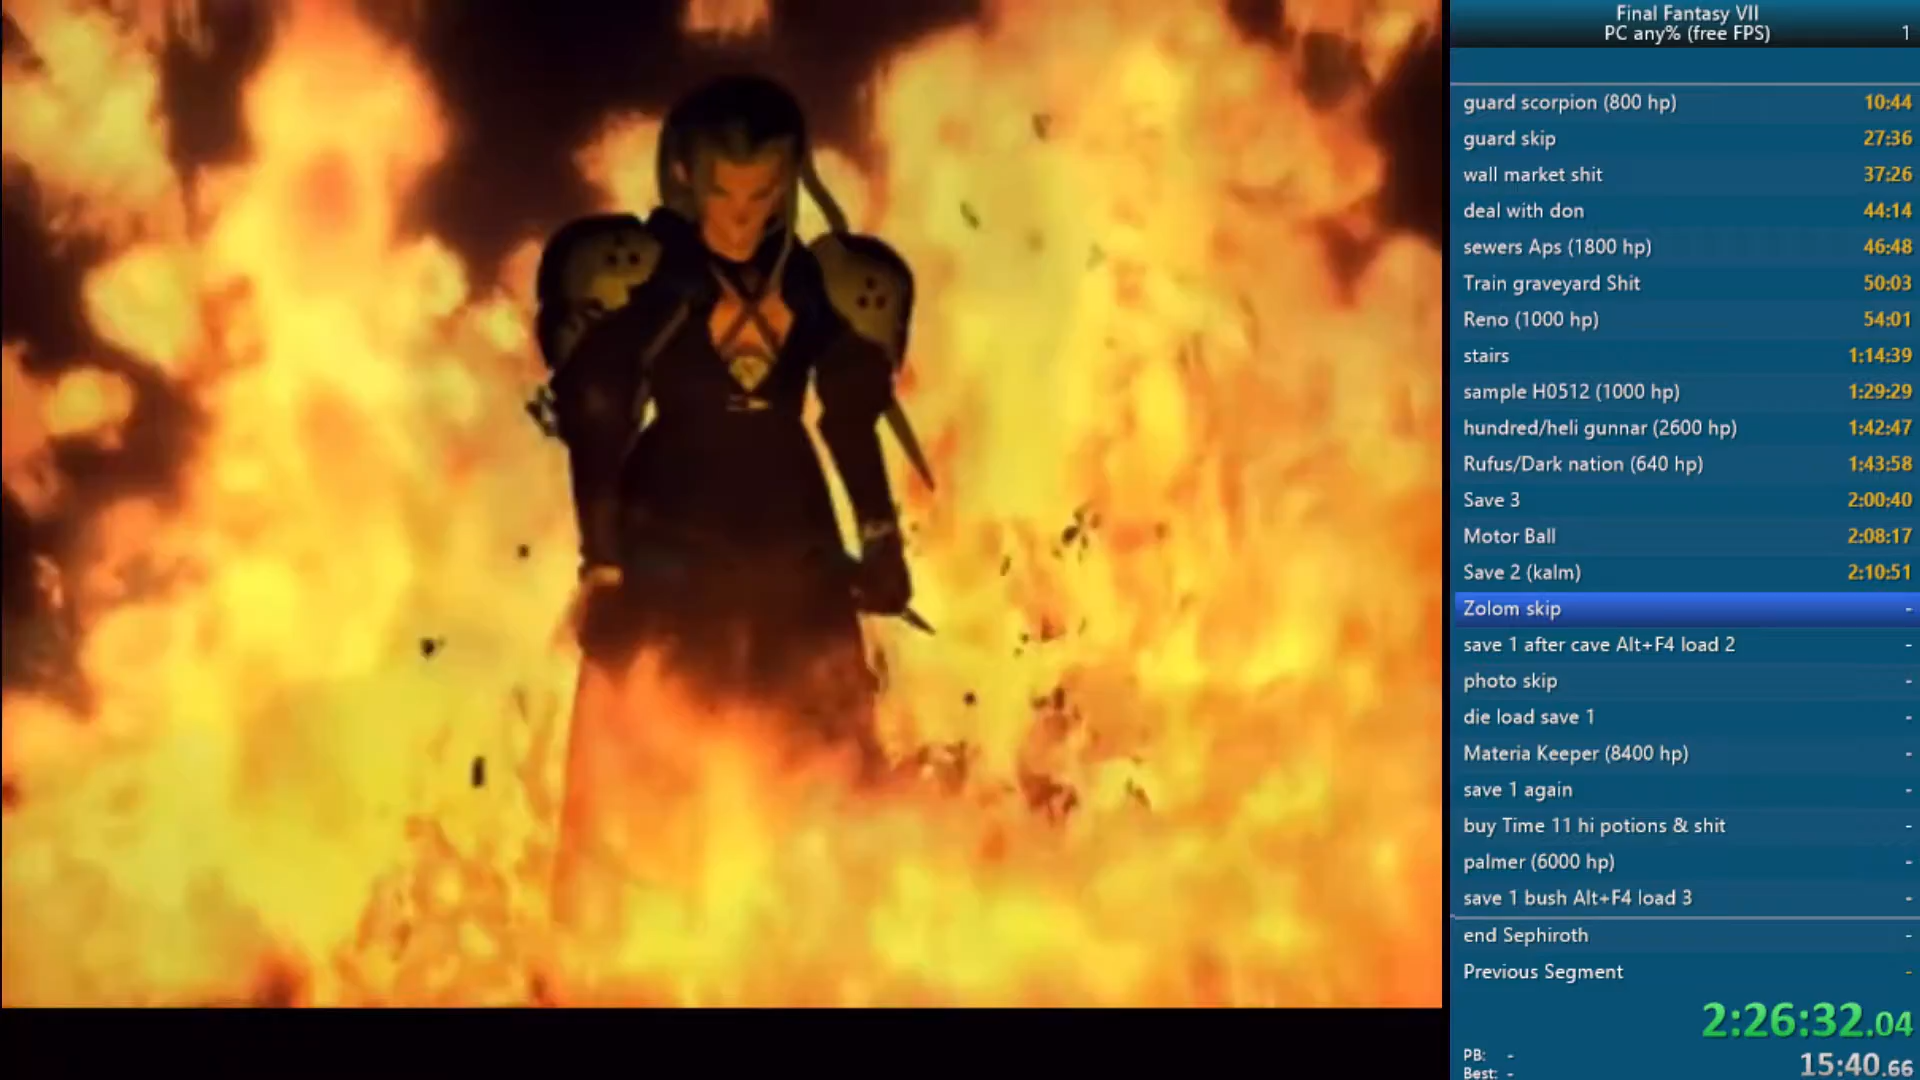 Final Fantasy VII
PC any% (free FPS) 1
guard scorpion (800 hp) 10:44
guard skip 27:36
wall market shit 37:26
deal with don 44:14
sewers Aps (1800 hp) 46:48
Train graveyard Shit 50:03
Reno (1000 hp) 54:01
stairs 1:14:39
sample H0512 (1000 hp) 1:29:29
hundred/heli gunnar (2600 hp) 1:42:47
Rufus/Dark nation (640 hp) 1:43:58
Save 3 2:00:40
Motor Ball 2:08:17
Save 2 (kalm) 2:10:51
Zolom skip -
save 1 after cave Alt+F4 load 2 -
photo skip -
die load save 1 -
Materia Keeper (8400 hp) -
save 1 again -
buy Time 11 hi potions & shit -
palmer (6000 hp) -
save 1 bush Alt+F4 load 3 -
end Sephiroth -
Previous Segment -
2:26:32.04
PB: -
Best: - 15:40.66